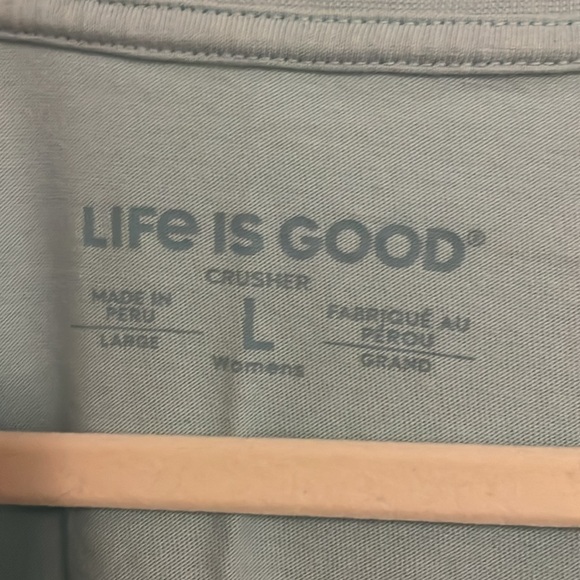 LIFe IS GOOD®
CRUSHER
MADE IN
PERU
LARGE
L
Womens
FABRIQUÉ AU
PÉROU
GRAND